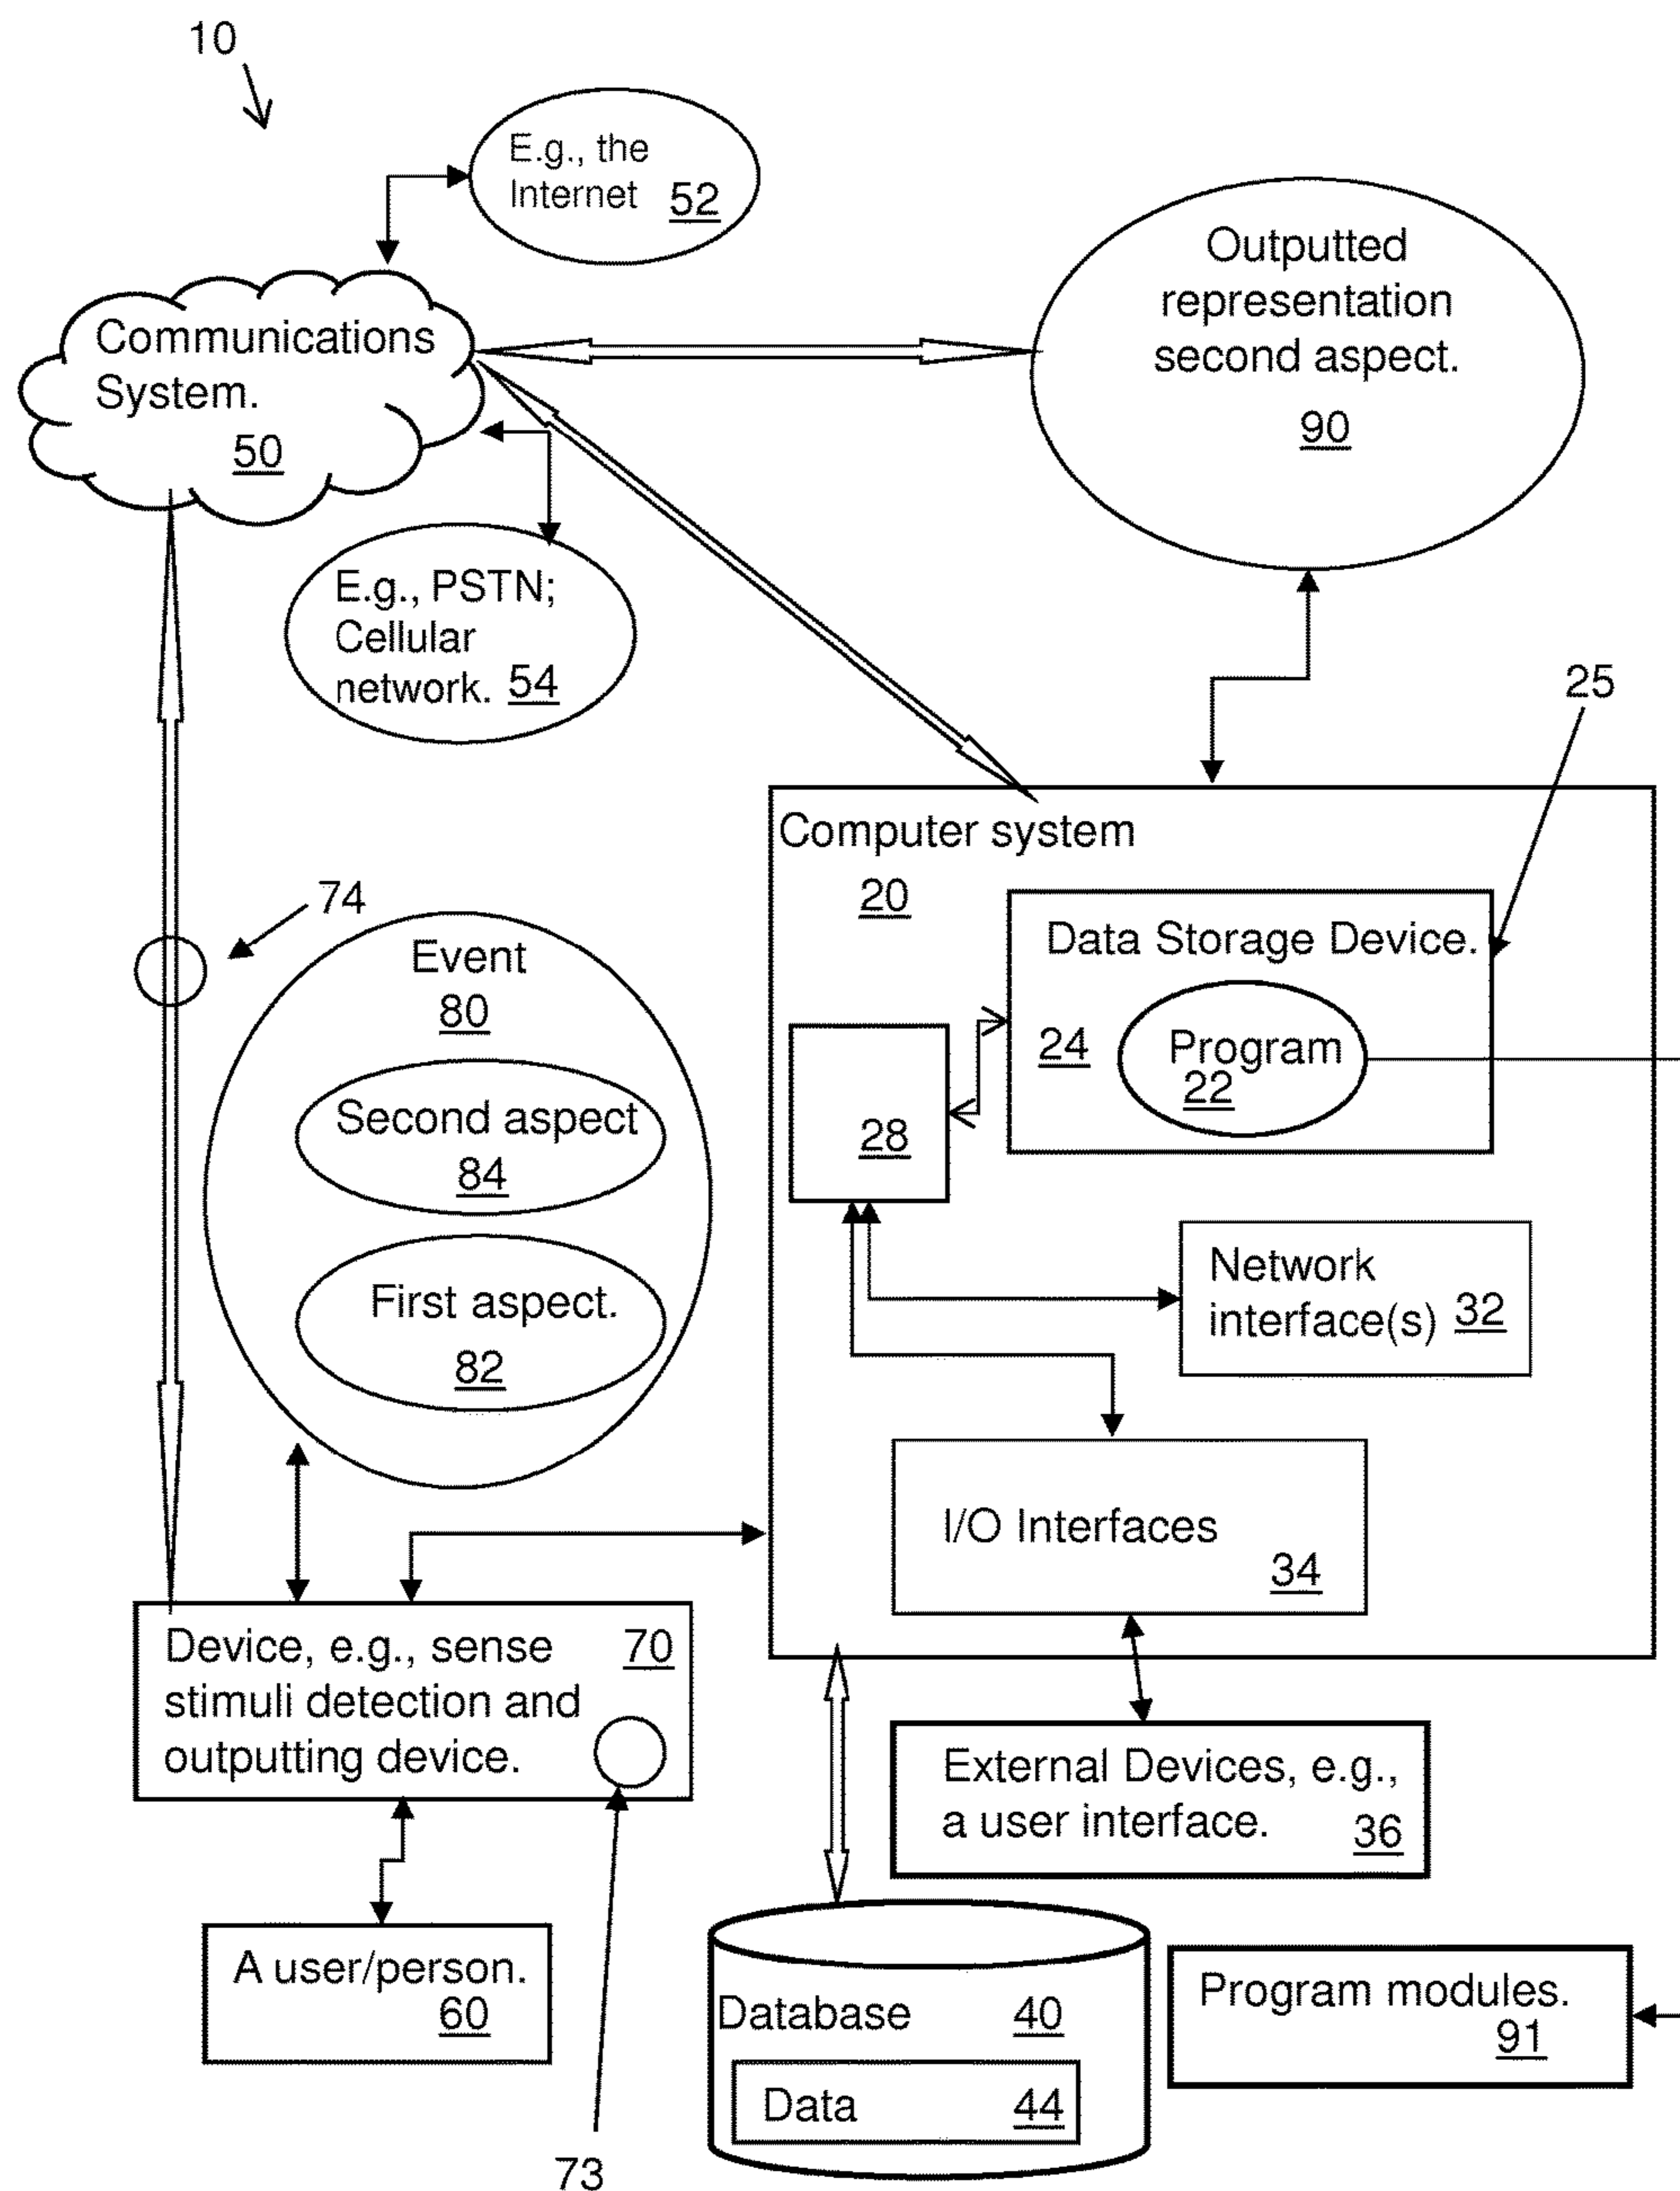 10
E.g., the
Internet 52
Outputted
representation
second aspect.
90
Communications
System.
50
E.g., PSTN;
Cellular
network. 54
25
Computer system
20
74
Data Storage Device.
24
Program
22
28
Event
80
Second aspect
84
First aspect.
82
Network
interface(s) 32
I/O Interfaces
34
Device, e.g., sense 70
stimuli detection and
outputting device.
External Devices, e.g.,
a user interface. 36
A user/person.
60
Database 40
Data 44
Program modules.
91
73